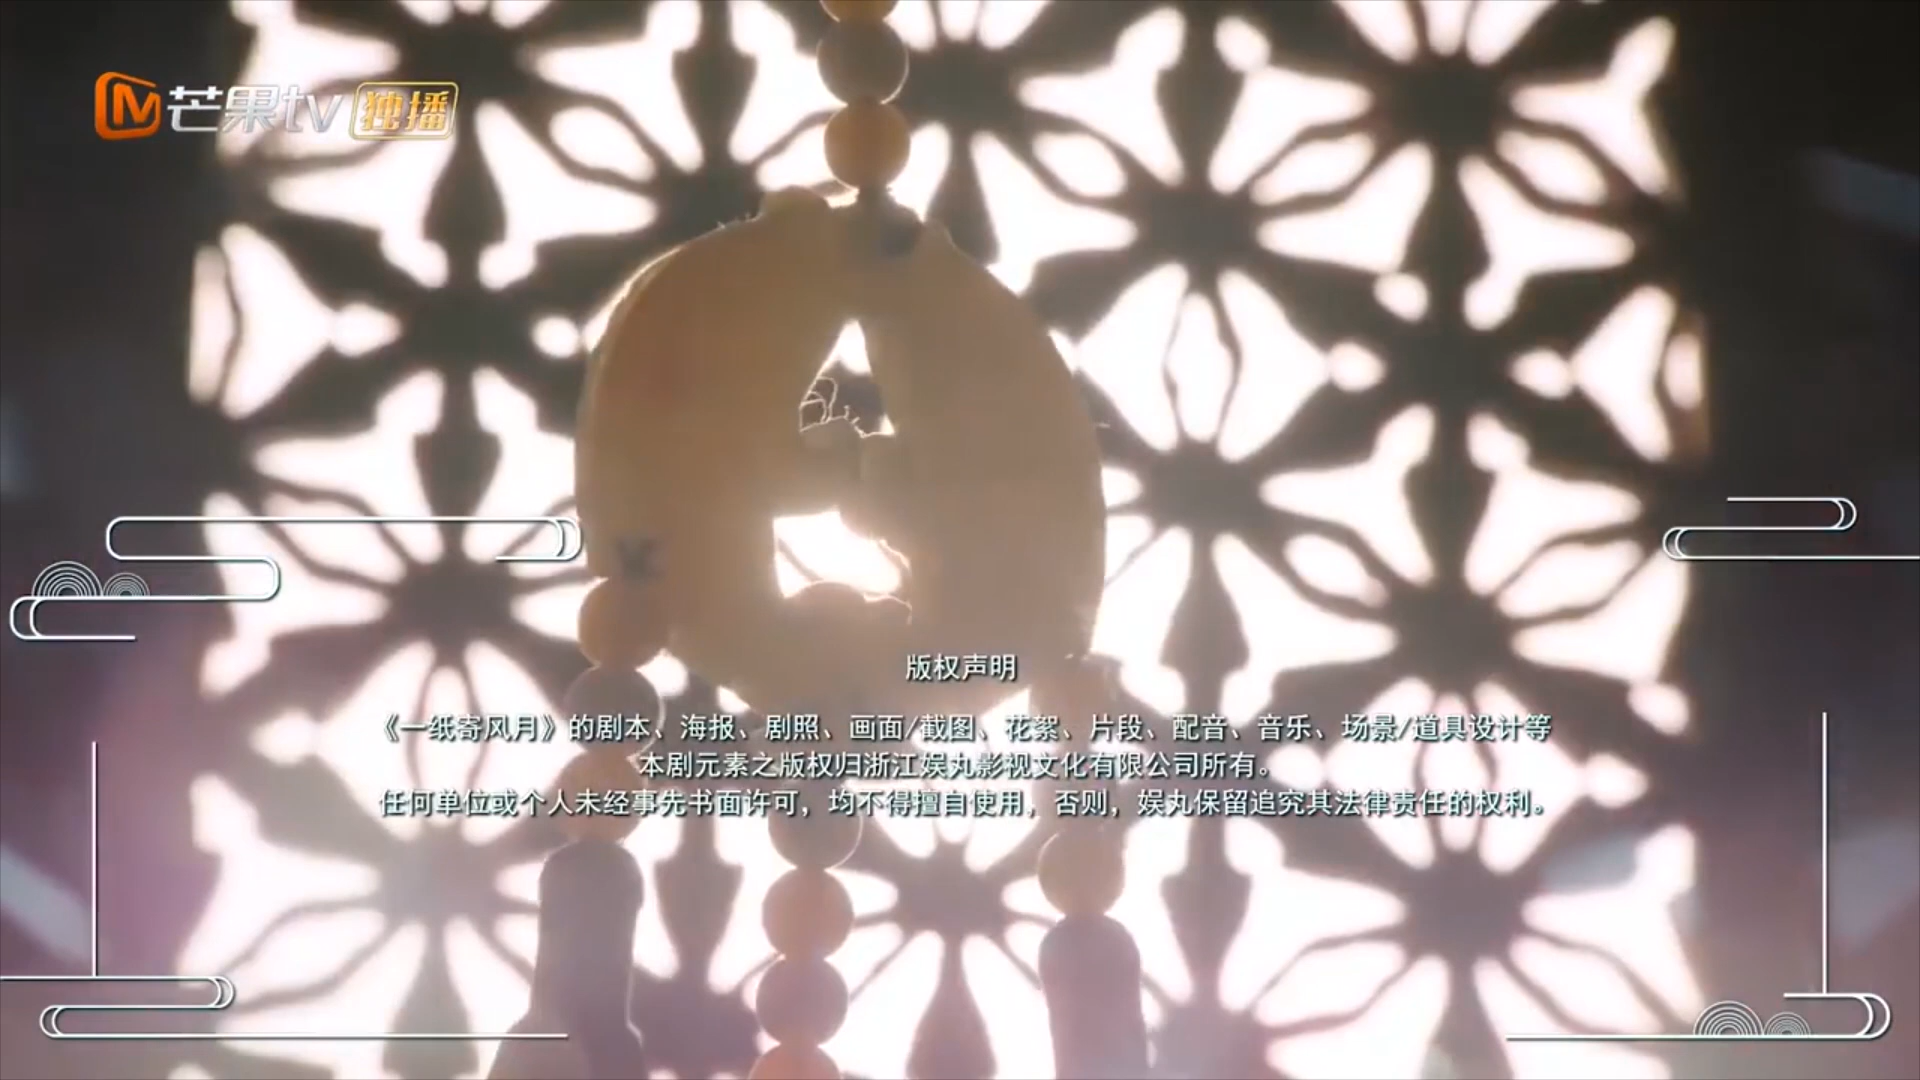 芒果tv 独播
版权声明
《一纸寄风月》的剧本、海报、剧照、画面/截图、花絮、片段、配音、音乐、场景/道具设计等
本剧元素之版权归浙江娱丸影视文化有限公司所有。
任何单位或个人未经事先书面许可，均不得擅自使用，否则，娱丸保留追究其法律责任的权利。